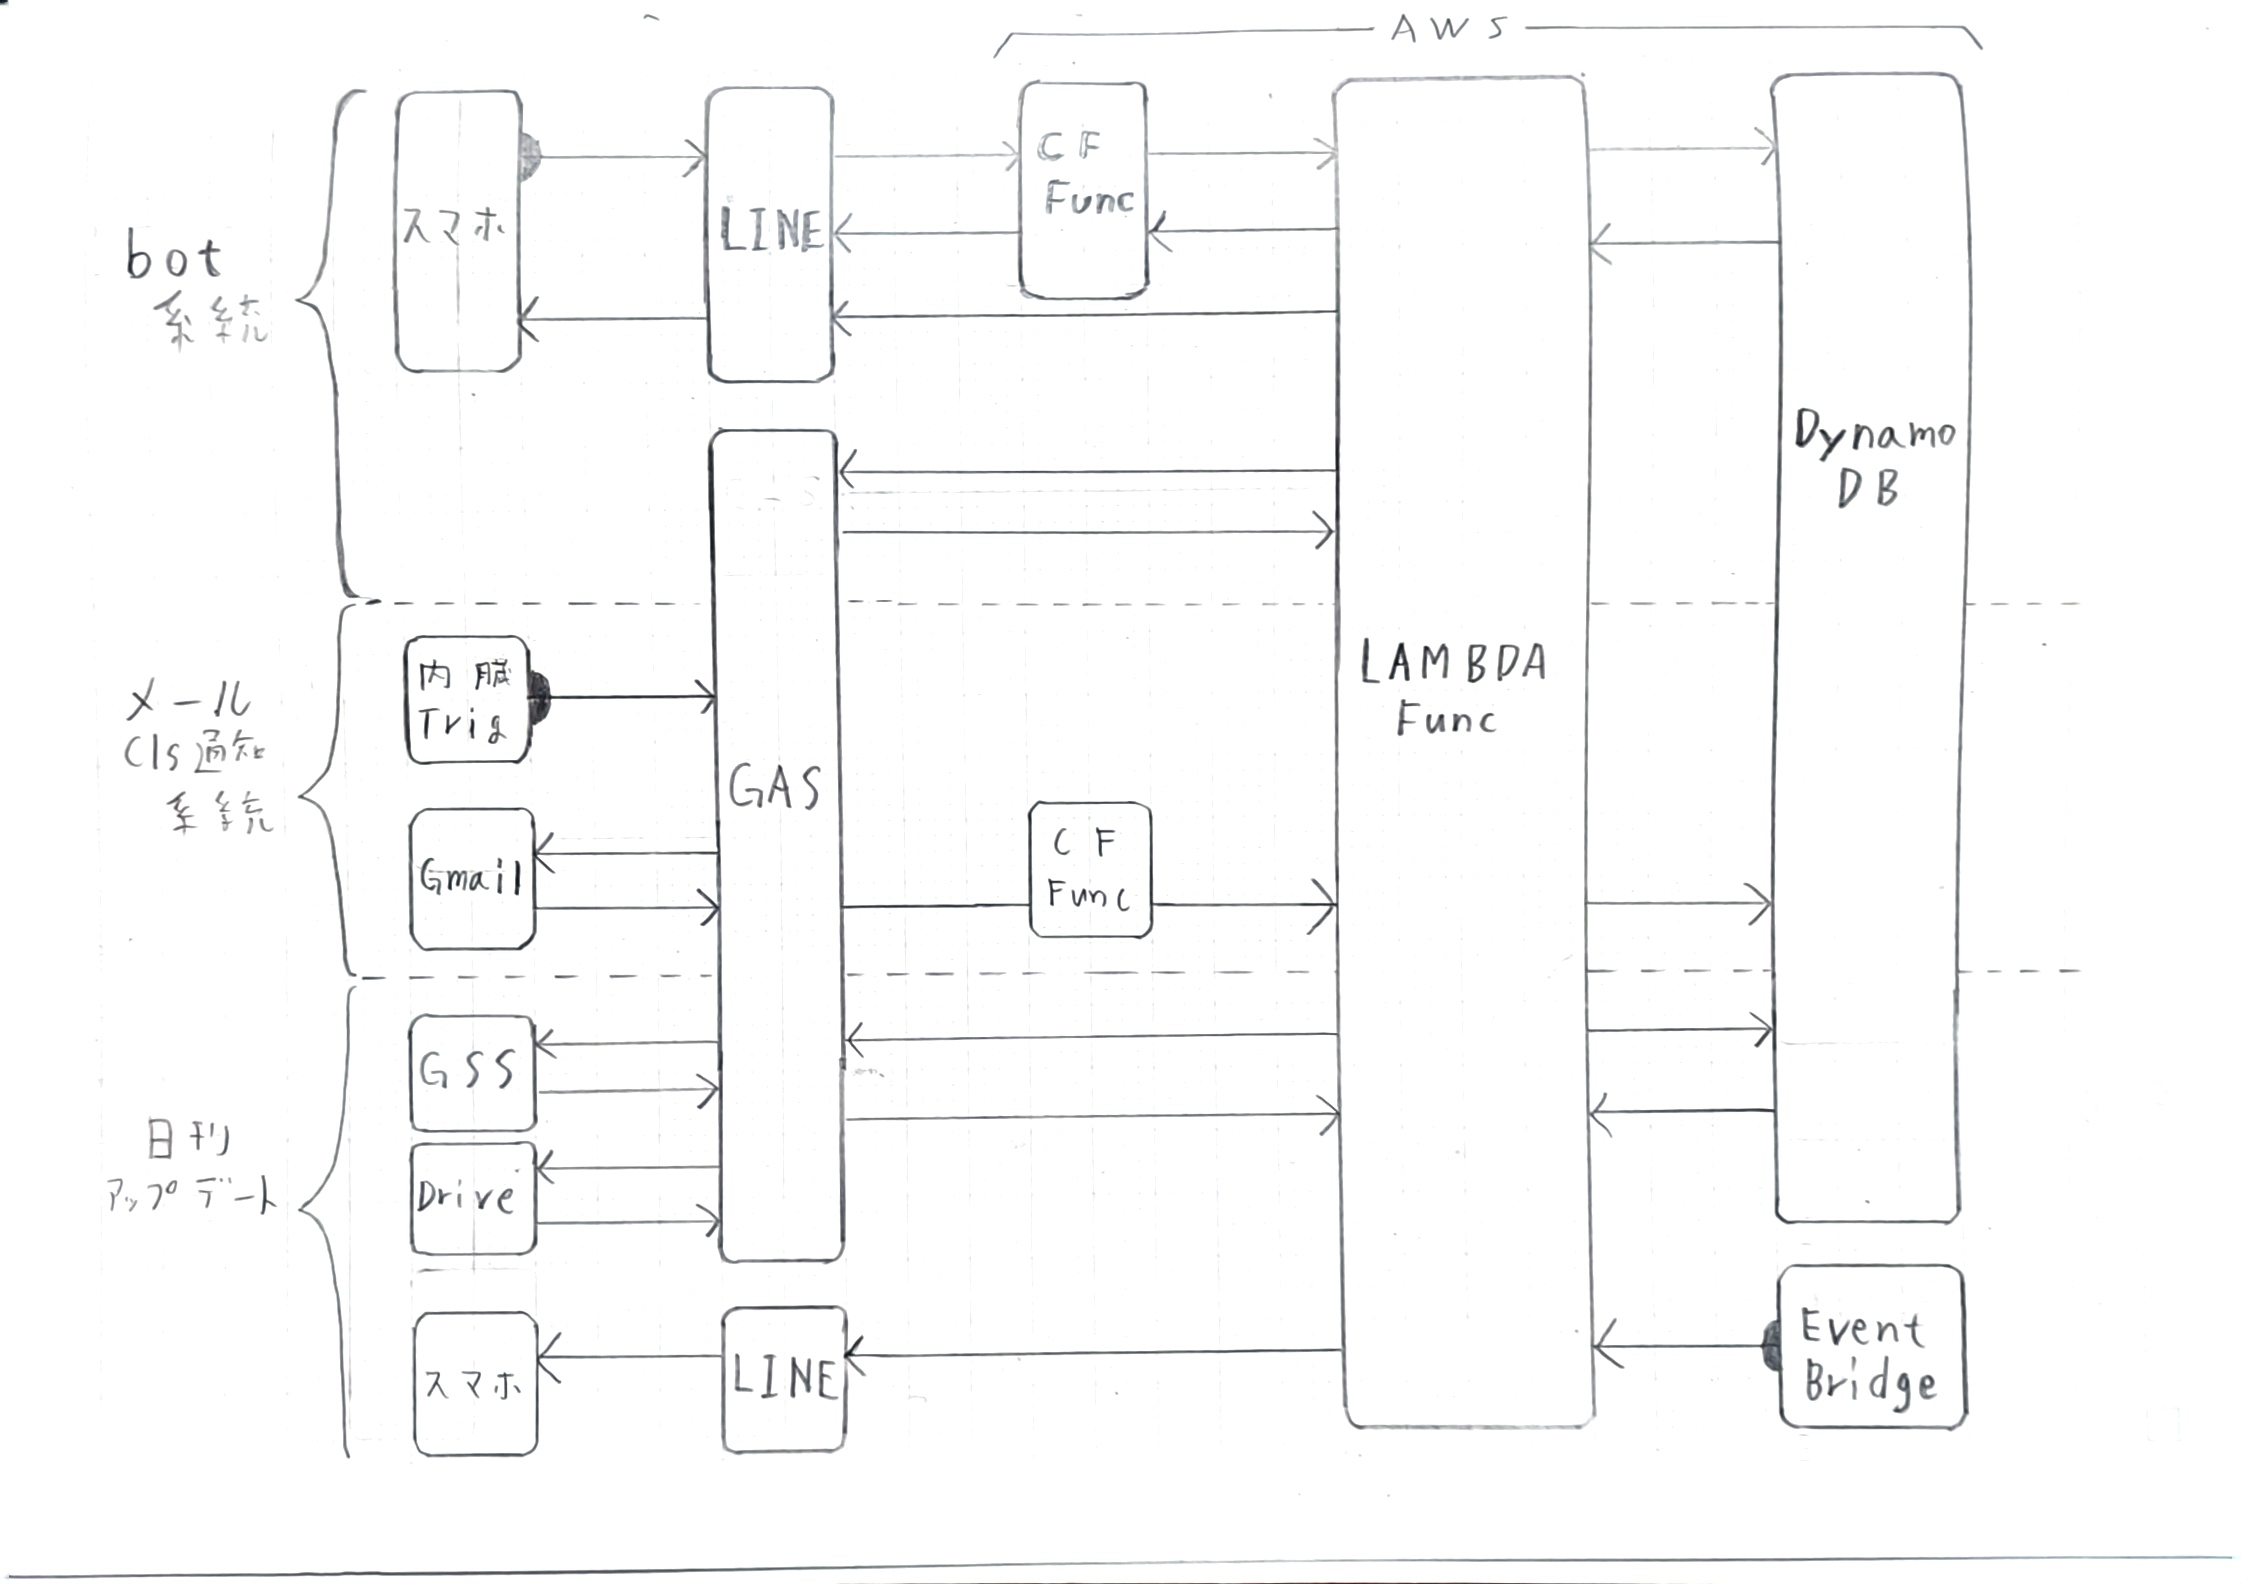 AWS
bot
系統
スマホ
LINE
CF
Func
Dynamo
DB
LAMBDA
Func
メール
Cls通知
系統
内臓
Trig
GAS
Gmail
CF
Func
日刊
アップデート
GSS
Drive
スマホ
LINE
Event
Bridge